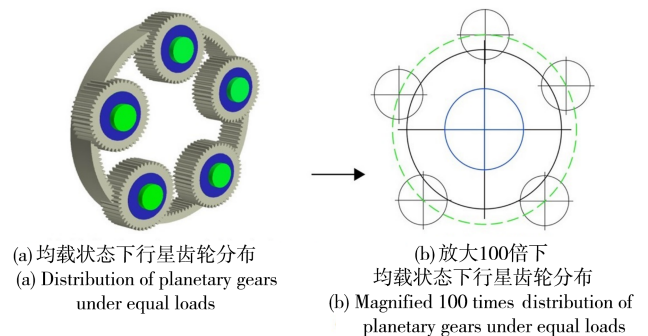 (a) 均载状态下行星齿轮分布
(a) Distribution of planetary gears
under equal loads
(b) 放大100倍下
均载状态下行星齿轮分布
(b) Magnified 100 times distribution of
planetary gears under equal loads